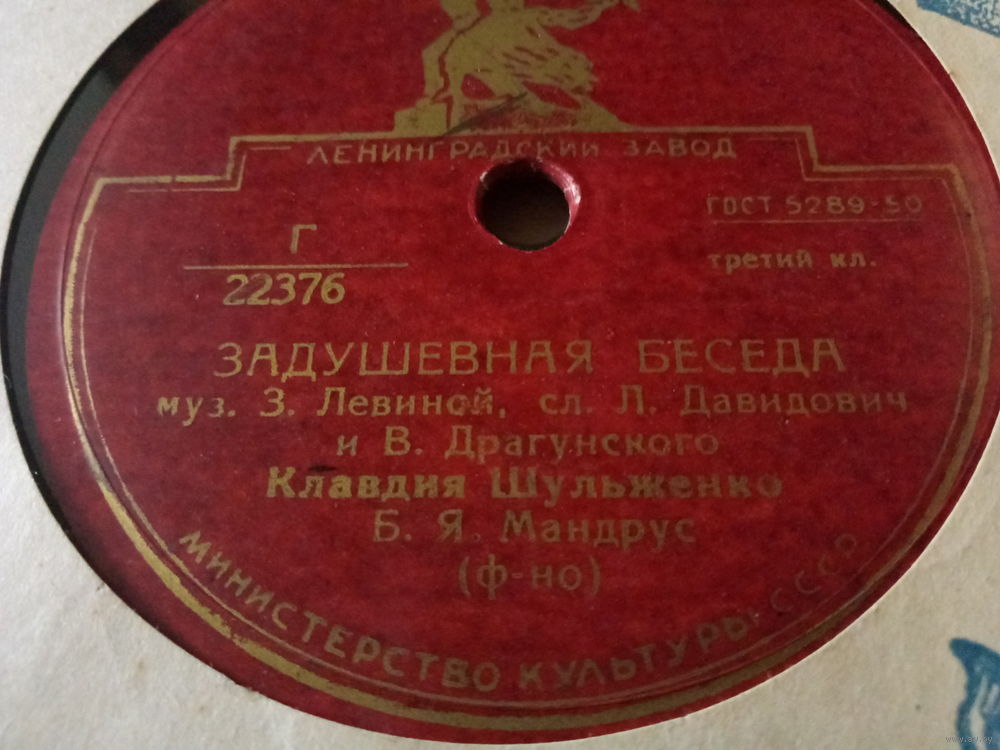 ЛЕНИНГРАДСКИЙ ЗАВОД
ГОСТ 5289-50
Г
22376
третий кл.
ЗАДУШЕВНАЯ БЕСЕДА
муз. З. Левиной, сл. Л. Давидович
и В. Драгунского
Клавдия Шульженко
Б. Я. Мандрус
(ф-но)
МИНИСТЕРСТВО КУЛЬТУРЫ СССР